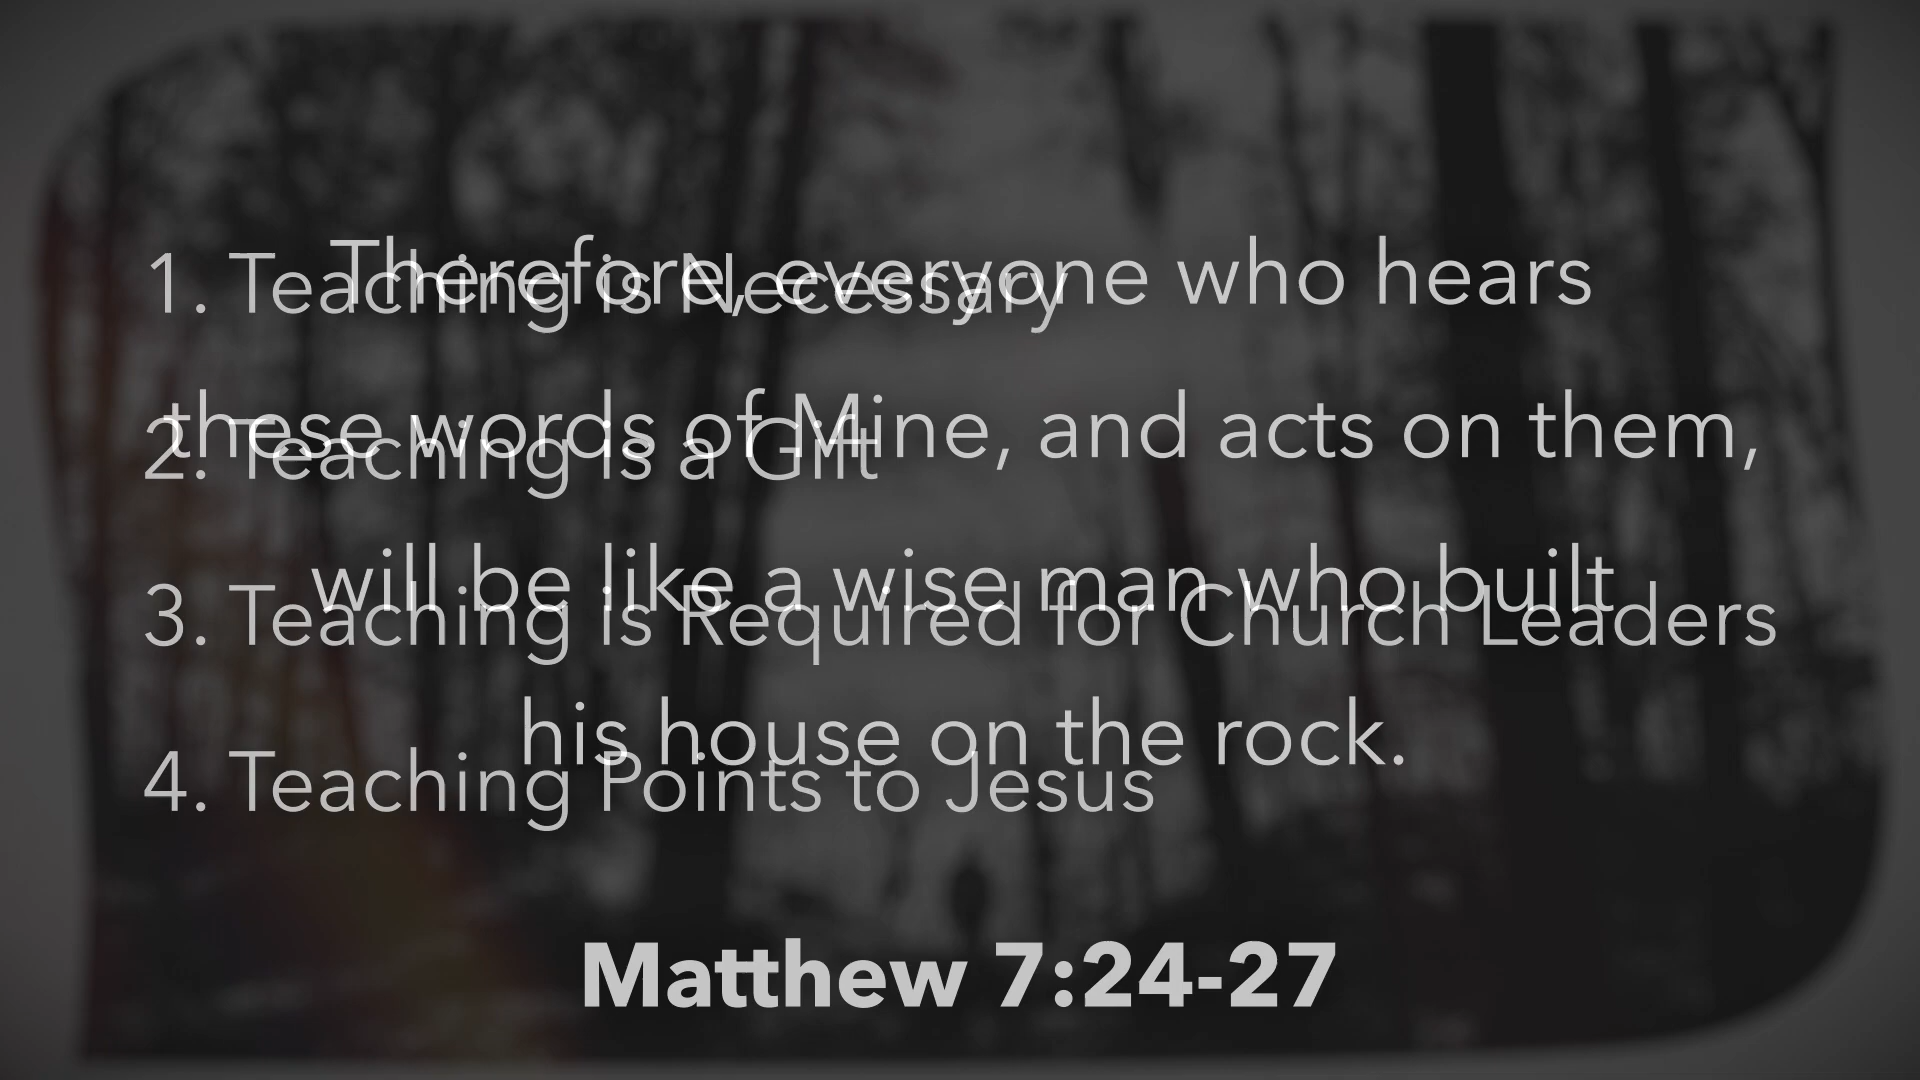 1. Teaching is Necessary
2. Teaching is a Gift
3. Teaching is Required for Church Leaders
4. Teaching Points to Jesus
Therefore, everyone who hears
these words of Mine, and acts on them,
will be like a wise man who built
his house on the rock.
Matthew 7:24-27